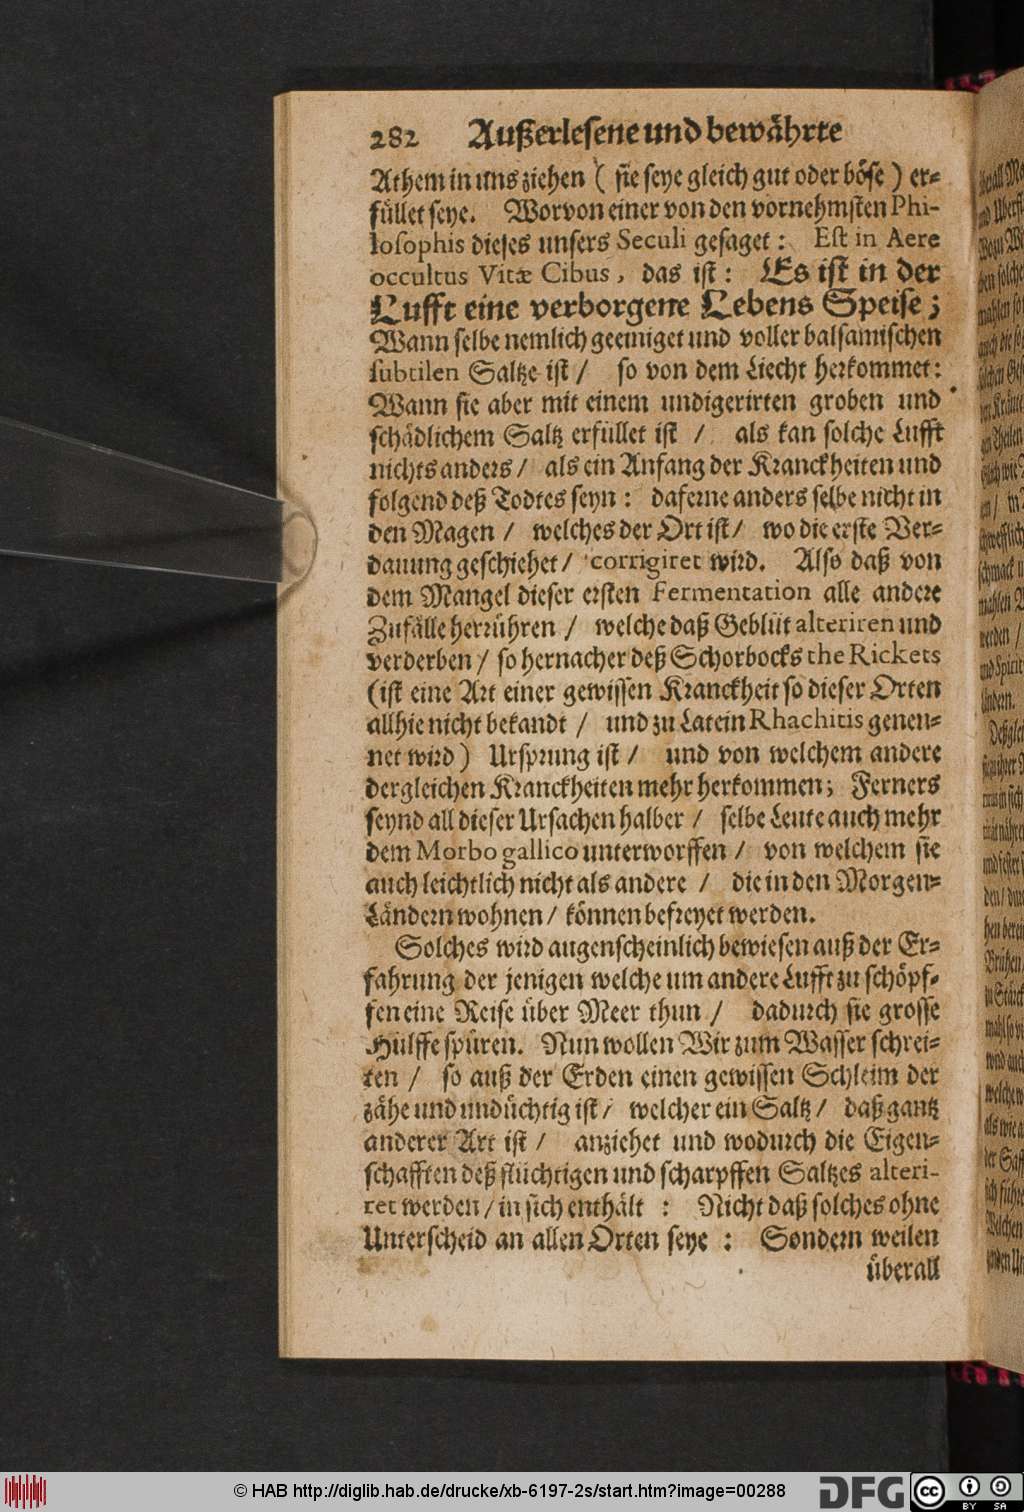 282 Außerlesene und bewährte
Athem in uns ziehen ( sie seye gleich gut oder böse ) er-
füllet seye. Worvon einer von den vornehmsten Phi-
losophis dieses unsers Seculi gesaget : Est in Aere
occultus Vitæ Cibus, das ist : Es ist in der
Lufft eine verborgene Lebens Speise ;
Wann selbe nemlich geeiniget und voller balsamischen
subtilen Saltze ist / so von dem Liecht herkommet :
Wann sie aber mit einem undigerirten groben und
schädlichem Saltz erfüllet ist / als kan solche Lufft
nichts anders / als ein Anfang der Kranckheiten und
folgend deß Todtes seyn : daferne anders selbe nicht in
den Magen / welches der Ort ist / wo die erste Ver-
dauung geschiehet / corrigiret wird. Also daß von
dem Mangel dieser ersten Fermentation alle andere
Zufälle herrühren / welche daß Geblüt alteriren und
verderben / so hernacher deß Schorbocks the Rickets
(ist eine Art einer gewissen Kranckheit so dieser Orten
allhie nicht bekandt / und zu Latein Rhachitis genen-
net wird ) Ursprung ist / und von welchem andere
dergleichen Kranckheiten mehr herkommen ; Ferners
seynd all dieser Ursachen halber / selbe Leute auch mehr
dem Morbo gallico unterworffen / von welchem sie
auch leichtlich nicht als andere / die in den Morgen-
Ländern wohnen / können befreyet werden.
Solches wird augenscheinlich bewiesen auß der Er-
fahrung der jenigen welche um andere Lufft zu schöpf-
fen eine Reise über Meer thun / dadurch sie grosse
Hülffe spüren. Nun wollen Wir zum Wasser schrei-
ten / so auß der Erden einen gewissen Schleim der
zähe und undüchtig ist / welcher ein Saltz / daß gantz
anderer Art ist / anziehet und wodurch die Eigen-
schafften deß flüchtigen und scharpffen Saltzes alteri-
ret werden / in sich enthält : Nicht daß solches ohne
Unterscheid an allen Orten seye : Sondern weilen
überall
© HAB http://diglib.hab.de/drucke/xb-6197-2s/start.htm?image=00288
DFG
cc BY SA